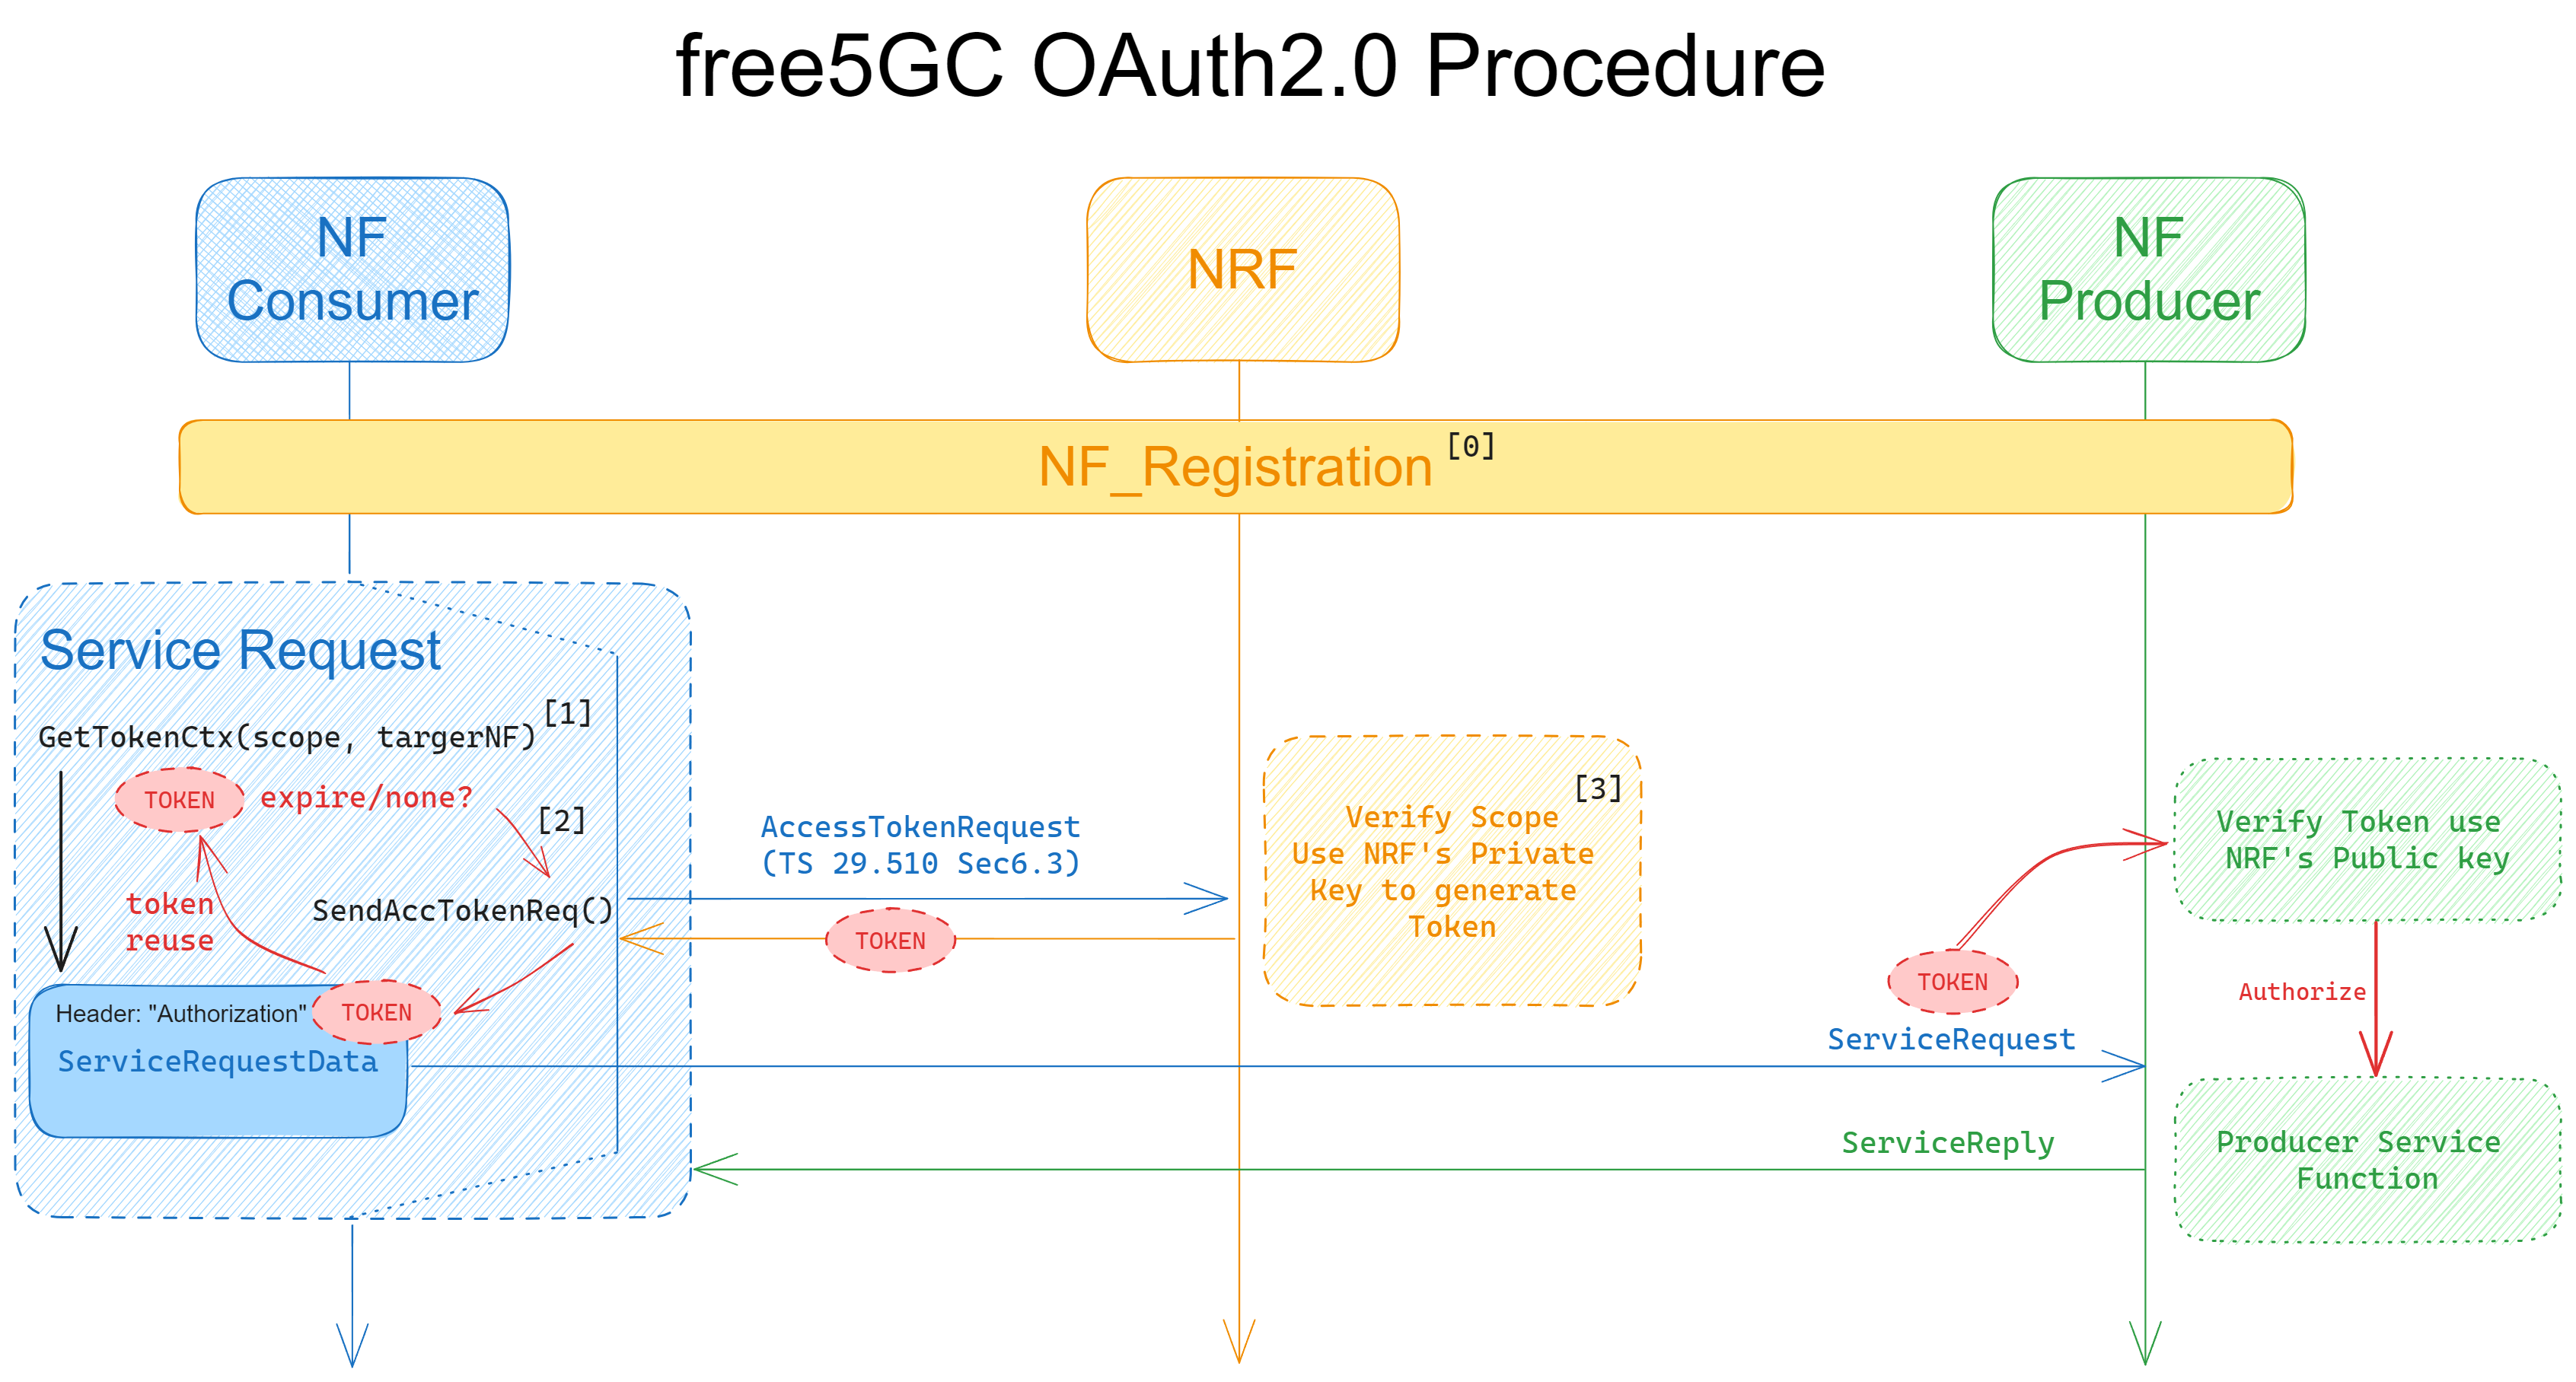 free5GC OAuth2.0 Procedure
NF
Consumer
NRF
NF
Producer
NF_Registration [0]
Service Request
GetTokenCtx(scope, targerNF) [1]
TOKEN expire/none?
[2]
token
reuse
SendAccTokenReq()
Header: "Authorization" TOKEN
ServiceRequestData
AccessTokenRequest
(TS 29.510 Sec6.3)
TOKEN
[3]
Verify Scope
Use NRF's Private
Key to generate
Token
TOKEN
ServiceRequest
ServiceReply
Verify Token use
NRF's Public key
Authorize
Producer Service
Function